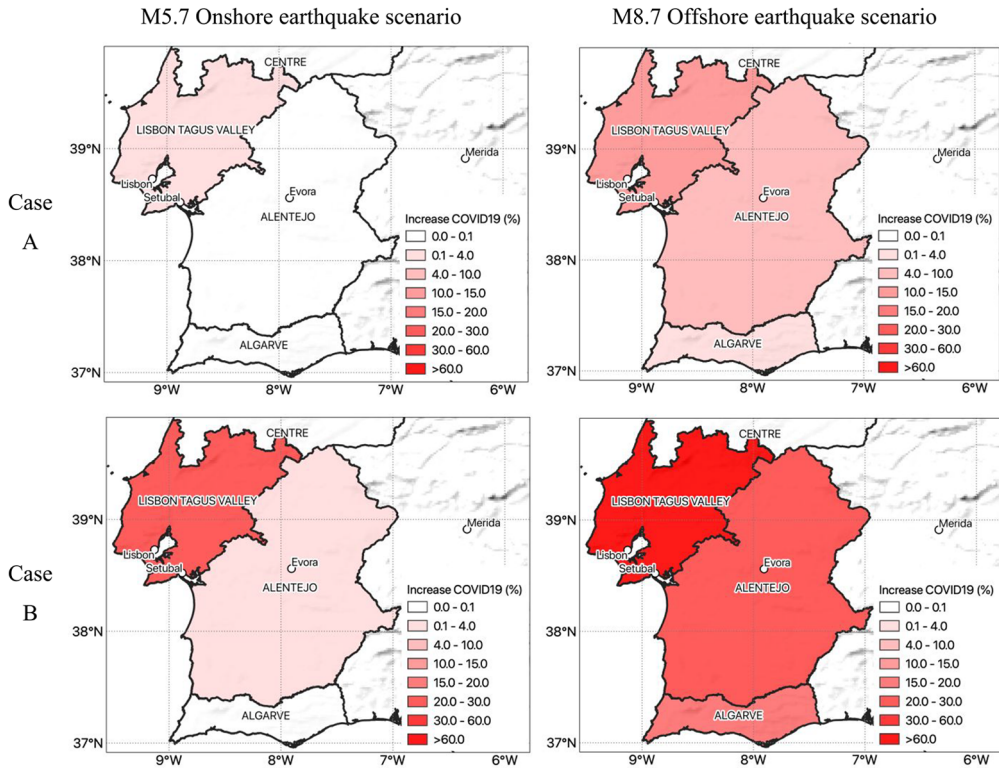 M5.7 Onshore earthquake scenario
M8.7 Offshore earthquake scenario
Case
A
CENTRE
LISBON TAGUS VALLEY
39°N
Merida
Lisbon
Setubal
Evora
ALENTEJO
Increase COVID19 (%)
0.0 - 0.1
0.1 - 4.0
4.0 - 10.0
10.0 - 15.0
15.0 - 20.0
20.0 - 30.0
30.0 - 60.0
>60.0
38°N
ALGARVE
37°N
9°W
8°W
7°W
6°W
CENTRE
LISBON TAGUS VALLEY
39°N
Merida
Lisbon
Setubal
Evora
ALENTEJO
Increase COVID19 (%)
0.0 - 0.1
0.1 - 4.0
4.0 - 10.0
10.0 - 15.0
15.0 - 20.0
20.0 - 30.0
30.0 - 60.0
>60.0
38°N
ALGARVE
37°N
9°W
8°W
7°W
6°W
Case
B
CENTRE
LISBON TAGUS VALLEY
39°N
Merida
Lisbon
Setubal
Evora
ALENTEJO
Increase COVID19 (%)
0.0 - 0.1
0.1 - 4.0
4.0 - 10.0
10.0 - 15.0
15.0 - 20.0
20.0 - 30.0
30.0 - 60.0
>60.0
38°N
ALGARVE
37°N
9°W
8°W
7°W
6°W
CENTRE
LISBON TAGUS VALLEY
39°N
Merida
Lisbon
Setubal
Evora
ALENTEJO
Increase COVID19 (%)
0.0 - 0.1
0.1 - 4.0
4.0 - 10.0
10.0 - 15.0
15.0 - 20.0
20.0 - 30.0
30.0 - 60.0
>60.0
38°N
ALGARVE
37°N
9°W
8°W
7°W
6°W